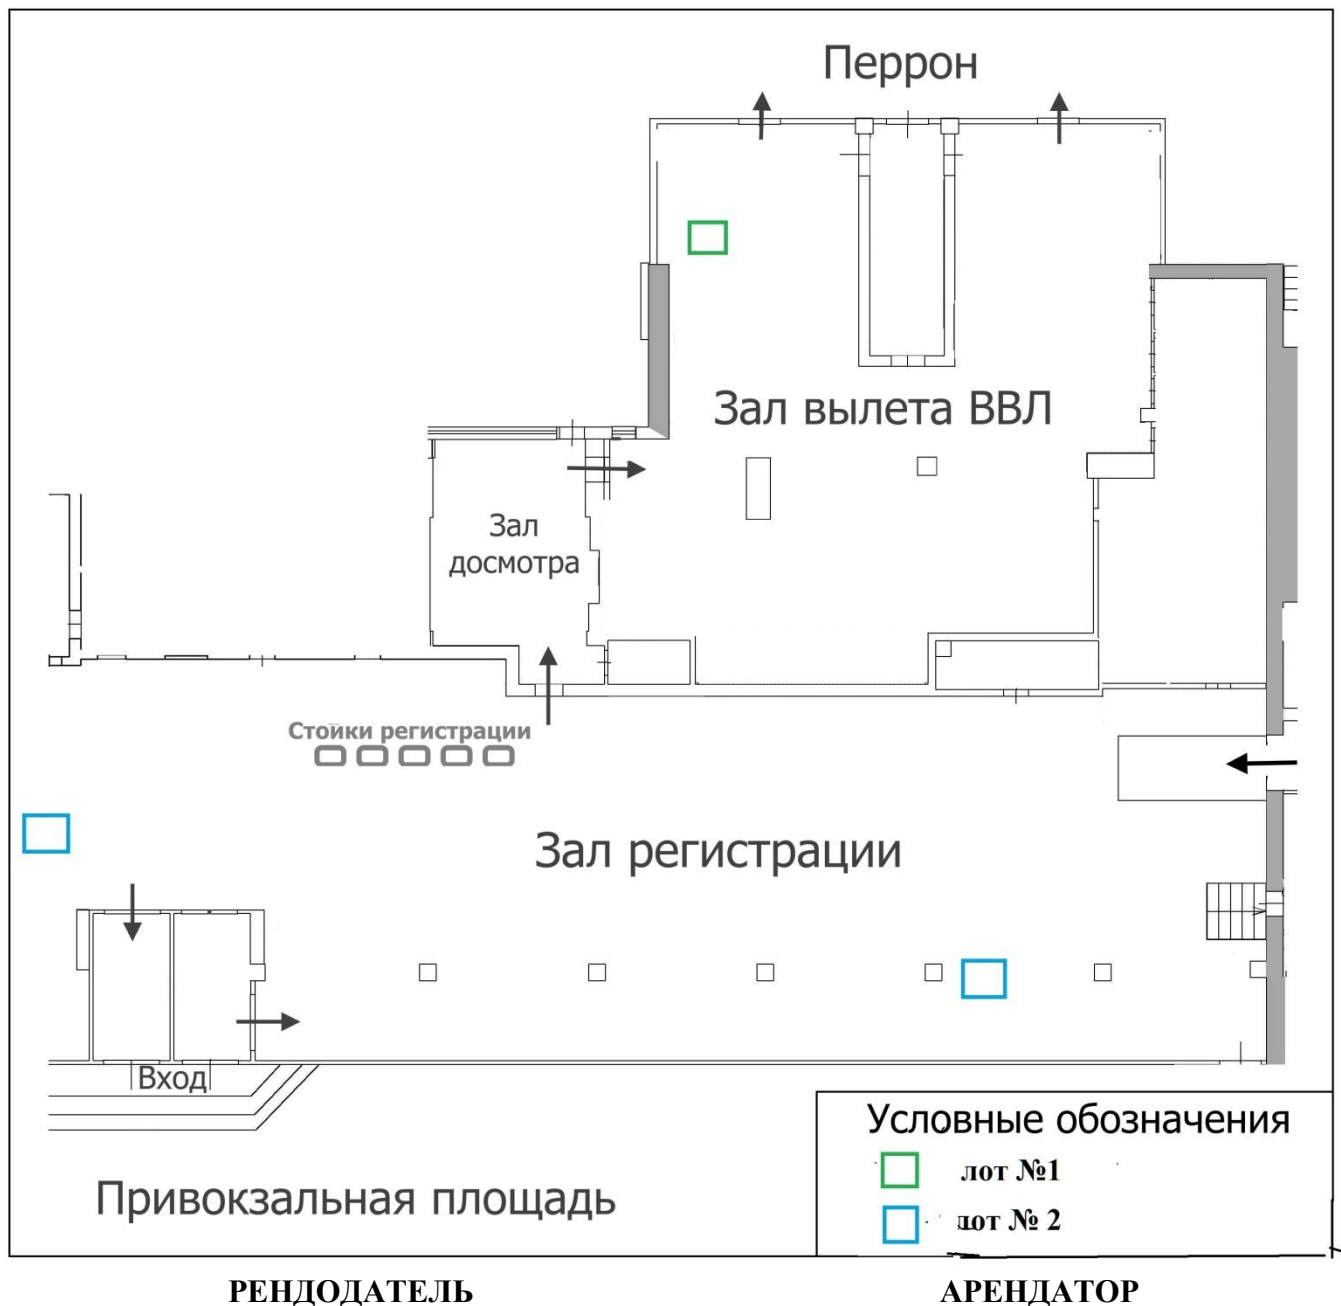 Перрон
Зал вылета ВВЛ
Зал
досмотра
Стойки регистрации
Зал регистрации
Вход
Условные обозначения
лот №1
лот № 2
Привокзальная площадь
РЕНДОДАТЕЛЬ
АРЕНДАТОР